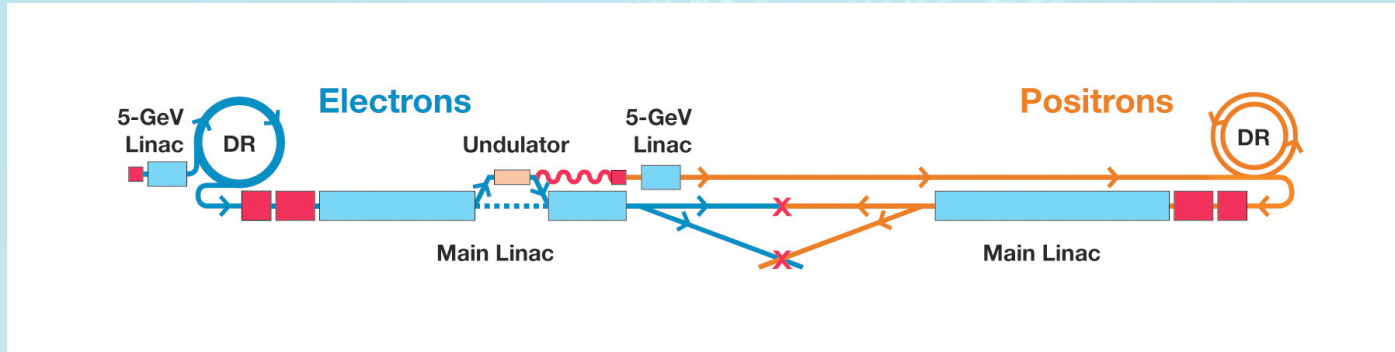 Electrons
Positrons
5-GeV
Linac
DR
Undulator
5-GeV
Linac
DR
Main Linac
Main Linac
X
X